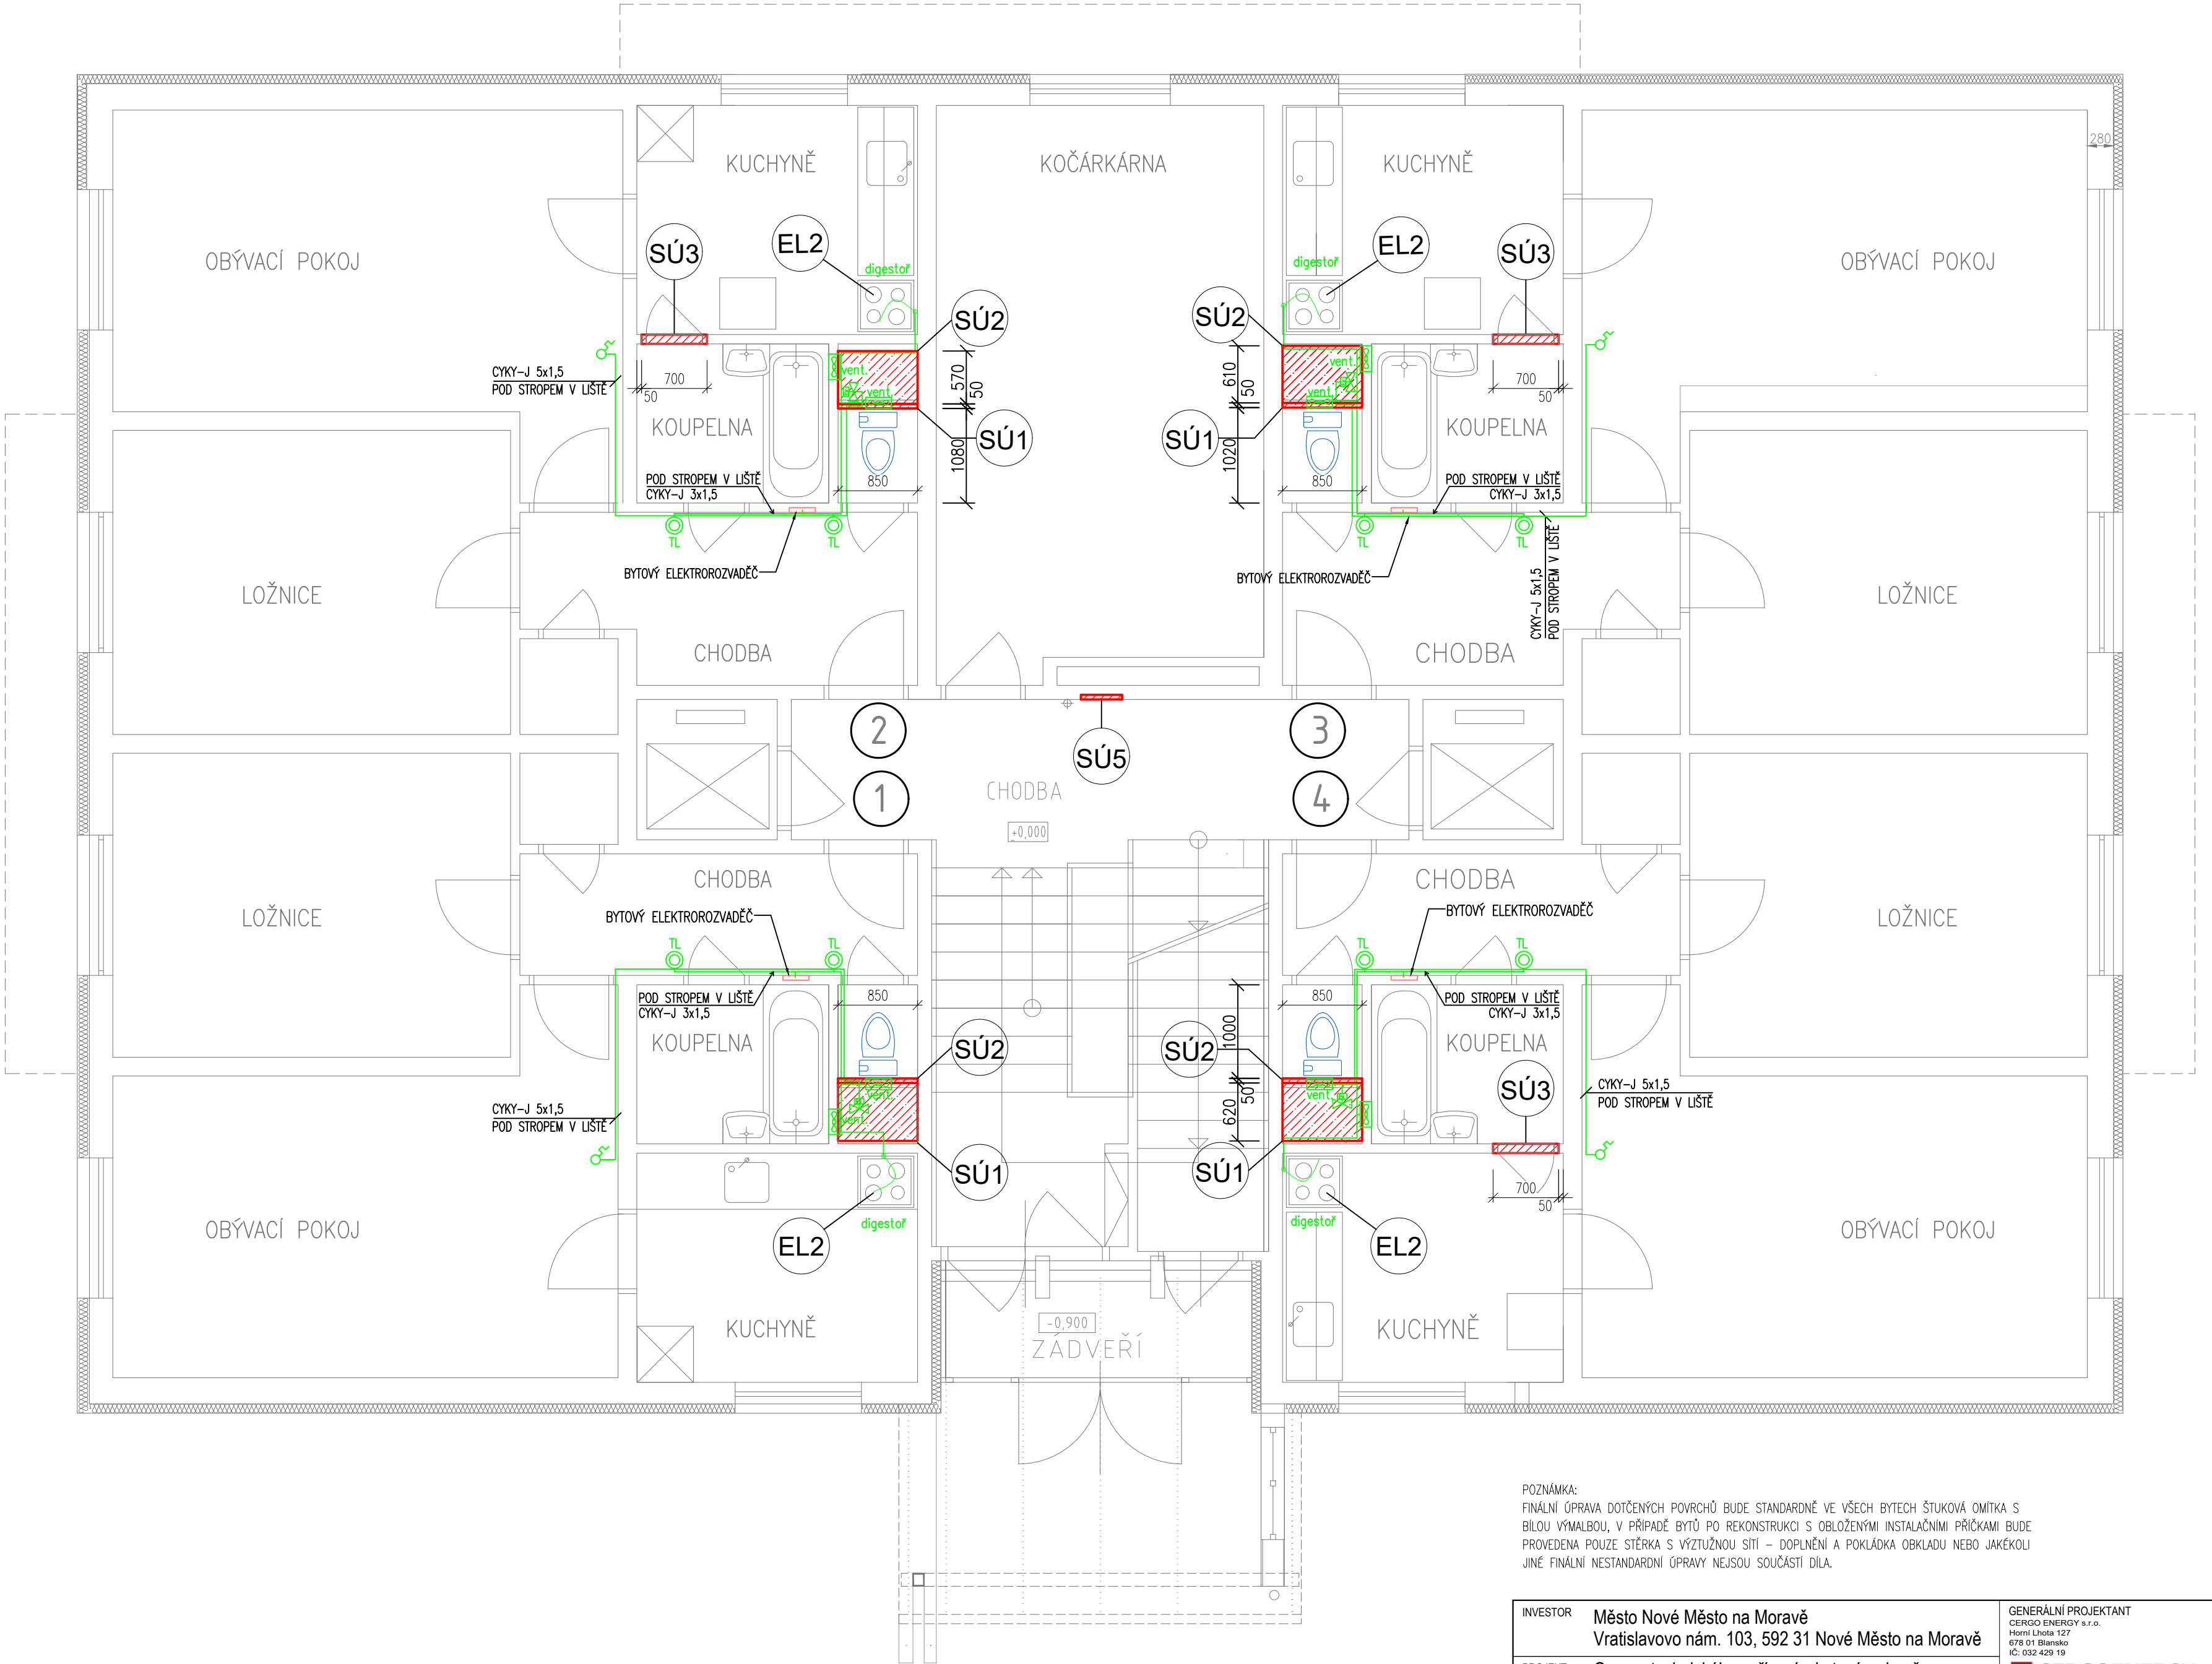 KUCHYNĚ
KOČÁRKÁRNA
KUCHYNĚ
280
OBÝVACÍ POKOJ
SÚ3
EL2
digestoř
digestoř
EL2
SÚ3
OBÝVACÍ POKOJ
SÚ2
SÚ2
CYKY-J 5x1,5
POD STROPEM V LIŠTĚ
700
50
vent.
vent.
570
50
610
50
vent.
vent.
700
50
KOUPELNA
SÚ1
SÚ1
KOUPELNA
1080
1020
POD STROPEM V LIŠTĚ
CYKY-J 3x1,5
850
850
POD STROPEM V LIŠTĚ
CYKY-J 3x1,5
TL
TL
TL
TL
BYTOVÝ ELEKTROROZVADĚČ
BYTOVÝ ELEKTROROZVADĚČ
CYKY-J 5x1,5
POD STROPEM V LIŠTĚ
LOŽNICE
LOŽNICE
CHODBA
CHODBA
2
3
SÚ5
1
CHODBA
4
±0,000
CHODBA
CHODBA
LOŽNICE
BYTOVÝ ELEKTROROZVADĚČ
BYTOVÝ ELEKTROROZVADĚČ
LOŽNICE
TL
TL
TL
TL
POD STROPEM V LIŠTĚ
CYKY-J 3x1,5
850
850
POD STROPEM V LIŠTĚ
CYKY-J 3x1,5
KOUPELNA
SÚ2
SÚ2
1000
KOUPELNA
SÚ3
CYKY-J 5x1,5
POD STROPEM V LIŠTĚ
vent.
vent.
50
620
vent.
CYKY-J 5x1,5
POD STROPEM V LIŠTĚ
SÚ1
SÚ1
700
50
OBÝVACÍ POKOJ
digestoř
digestoř
OBÝVACÍ POKOJ
EL2
EL2
KUCHYNĚ
-0,900
ZÁDVEŘÍ
KUCHYNĚ
POZNÁMKA:
FINÁLNÍ ÚPRAVA DOTČENÝCH POVRCHŮ BUDE STANDARDNĚ VE VŠECH BYTECH ŠTUKOVÁ OMÍTKA S
BÍLOU VÝMALBOU, V PŘÍPADĚ BYTŮ PO REKONSTRUKCI S OBLOŽENÝMI INSTALAČNÍMI PŘÍČKAMI BUDE
PROVEDENA POUZE STĚRKA S VÝZTUŽNOU SÍTÍ – DOPLNĚNÍ A POKLÁDKA OBKLADU NEBO JAKÉKOLI
JINÉ FINÁLNÍ NESTANDARDNÍ ÚPRAVY NEJSOU SOUČÁSTÍ DÍLA.
INVESTOR
Město Nové Město na Moravě
Vratislavovo nám. 103, 592 31 Nové Město na Moravě
GENERÁLNÍ PROJEKTANT
CERGO ENERGY s.r.o.
Horní Lhota 127
678 01 Blansko
IČ: 032 429 19